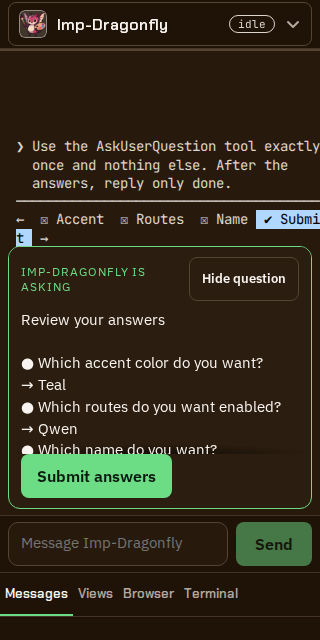 Imp-Dragonfly
idle
❯ Use the AskUserQuestion tool exactly
once and nothing else. After the
answers, reply only done.
← ☒ Accent ☒ Routes ☒ Name ✔ Submi
t →
IMP-DRAGONFLY IS
ASKING
Hide question
Review your answers
● Which accent color do you want?
→ Teal
● Which routes do you want enabled?
→ Qwen
● Which name do you want?
Submit answers
Message Imp-Dragonfly
Send
Messages Views Browser Terminal